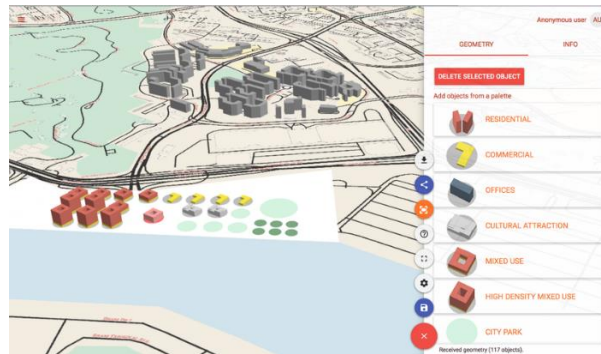 Anonymous user AU
GEOMETRY INFO
DELETE SELECTED OBJECT
Add objects from a palette
RESIDENTIAL
COMMERCIAL
OFFICES
CULTURAL ATTRACTION
MIXED USE
HIGH DENSITY MIXED USE
CITY PARK
Received geometry (117 objects).